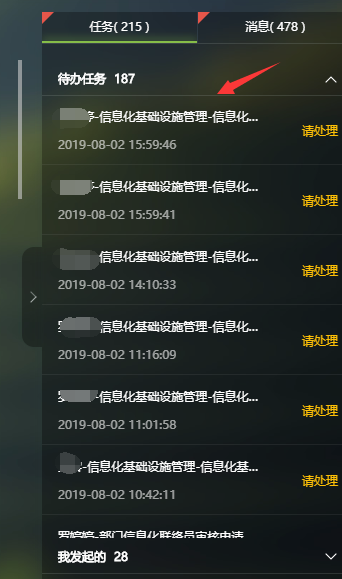 任务( 215 )
消息( 478 )
待办任务 187
-信息化基础设施管理-信息化...
请处理
2019-08-02 15:59:46
-信息化基础设施管理-信息化...
请处理
2019-08-02 15:59:41
信息化基础设施管理-信息化...
请处理
2019-08-02 14:10:33
信息化基础设施管理-信息化...
请处理
2019-08-02 11:16:09
信息化基础设施管理-信息化...
请处理
2019-08-02 11:01:58
-信息化基础设施管理-信息化基...
请处理
2019-08-02 10:42:11
-部门信息化联络员审核申请
我发起的 28